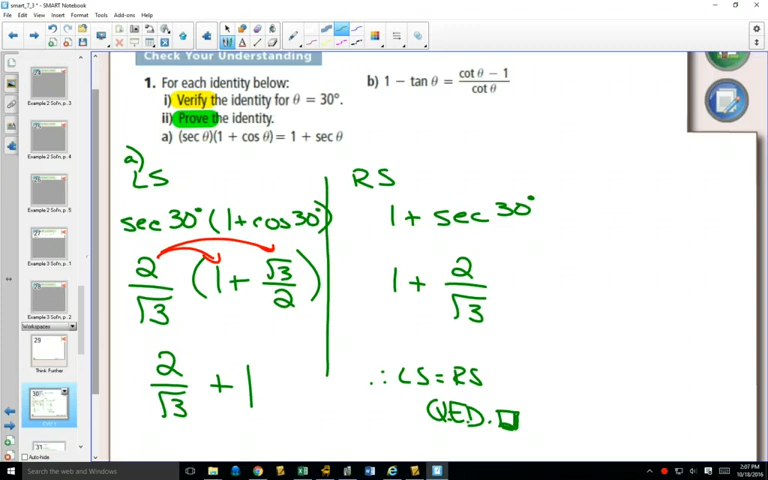 smart_7_3 * - SMART Notebook
File Edit View Insert Format Tools Add-ons Help
Check Your Understanding
1. For each identity below:
i) Verify the identity for θ = 30°.
ii) Prove the identity.
a) (sec θ)(1 + cos θ) = 1 + sec θ
b) 1 − tan θ = (cot θ − 1)/(cot θ)
a)
LS
sec 30° (1 + cos 30°)
2/√3 (1 + √3/2)
2/√3 + 1
RS
1 + sec 30°
1 + 2/√3
∴ LS = RS
Q.E.D. □
Example 2 Soln p. 3
Example 2 Soln p. 4
Example 2 Soln p. 5
27
Example 3 Soln p. 1
Example 3 Soln p. 2
Workspaces
29
Think Further
30
31
Auto-hide
Search the web and Windows
2:07 PM
10/18/2016